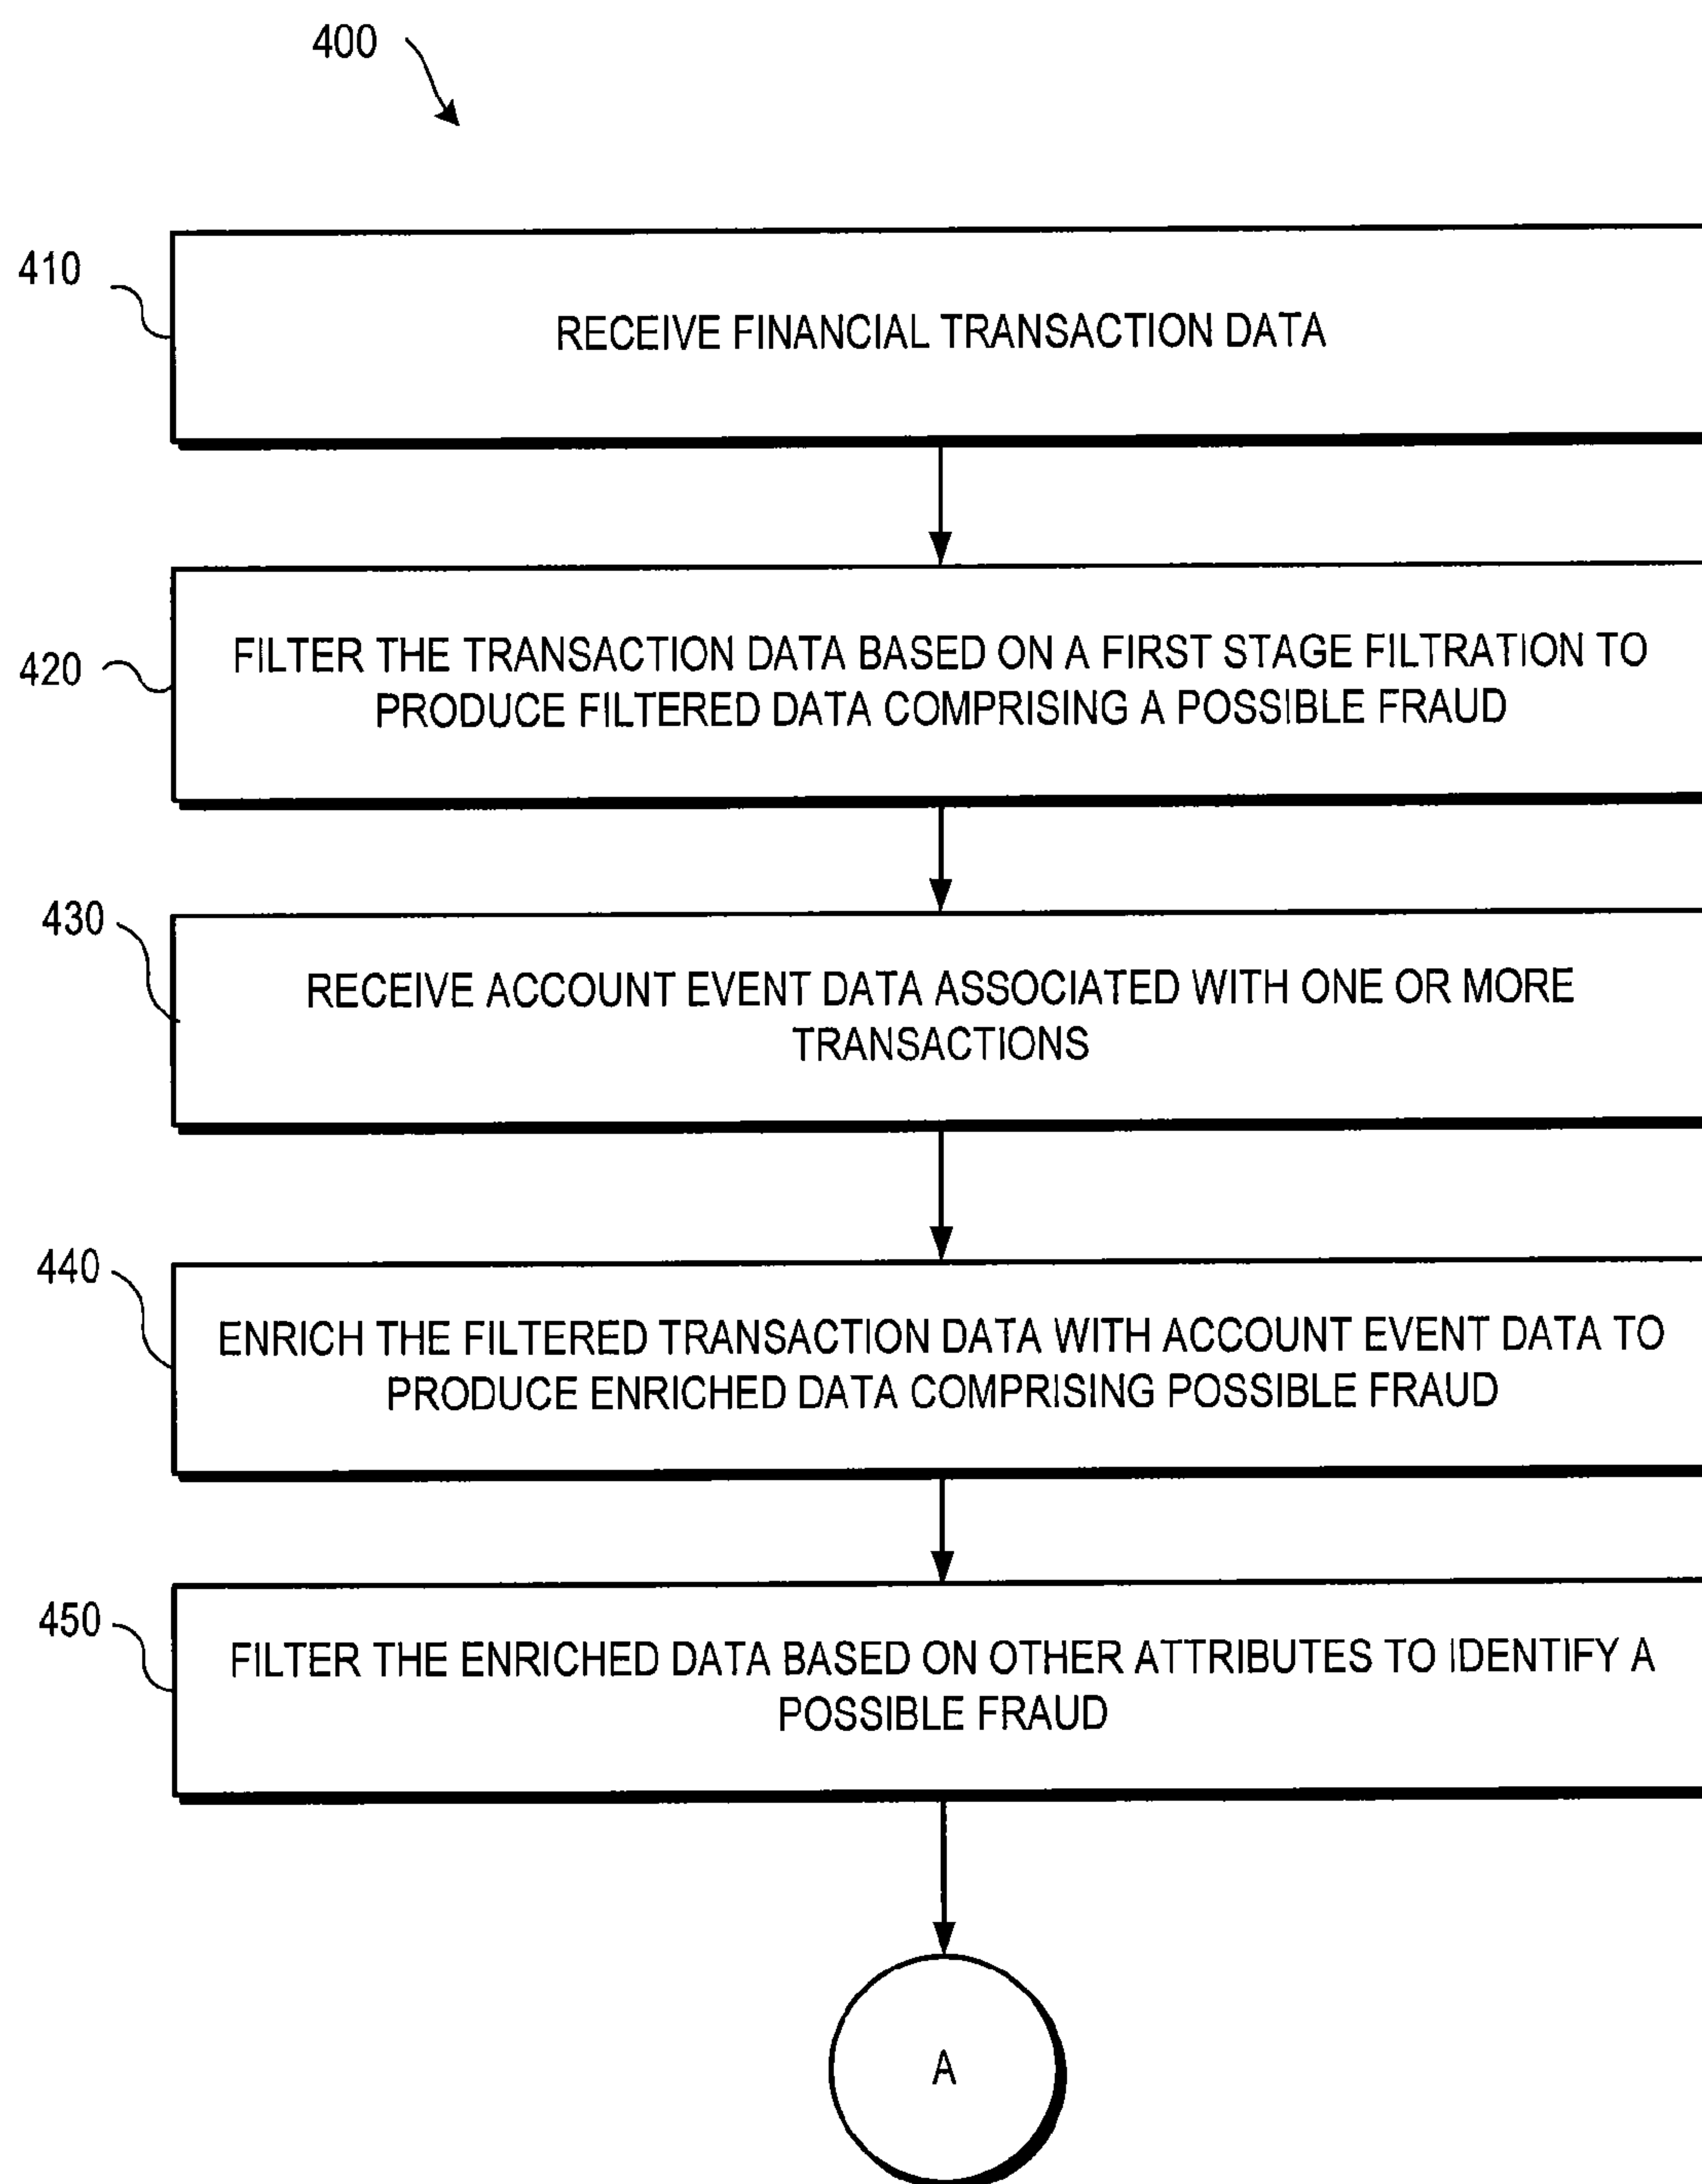 400
410
RECEIVE FINANCIAL TRANSACTION DATA
420
FILTER THE TRANSACTION DATA BASED ON A FIRST STAGE FILTRATION TO
PRODUCE FILTERED DATA COMPRISING A POSSIBLE FRAUD
430
RECEIVE ACCOUNT EVENT DATA ASSOCIATED WITH ONE OR MORE
TRANSACTIONS
440
ENRICH THE FILTERED TRANSACTION DATA WITH ACCOUNT EVENT DATA TO
PRODUCE ENRICHED DATA COMPRISING POSSIBLE FRAUD
450
FILTER THE ENRICHED DATA BASED ON OTHER ATTRIBUTES TO IDENTIFY A
POSSIBLE FRAUD
A